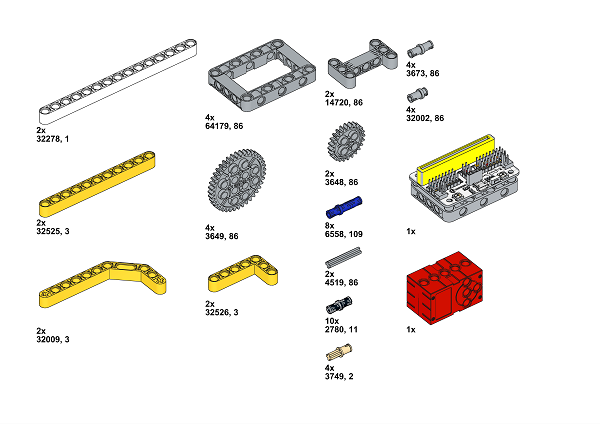 2x
32278, 1
4x
64179, 86
2x
14720, 86
4x
3673, 86
4x
32002, 86
2x
32525, 3
4x
3649, 86
2x
3648, 86
8x
6558, 109
1x
2x
32009, 3
2x
32526, 3
2x
4519, 86
10x
2780, 11
4x
3749, 2
1x